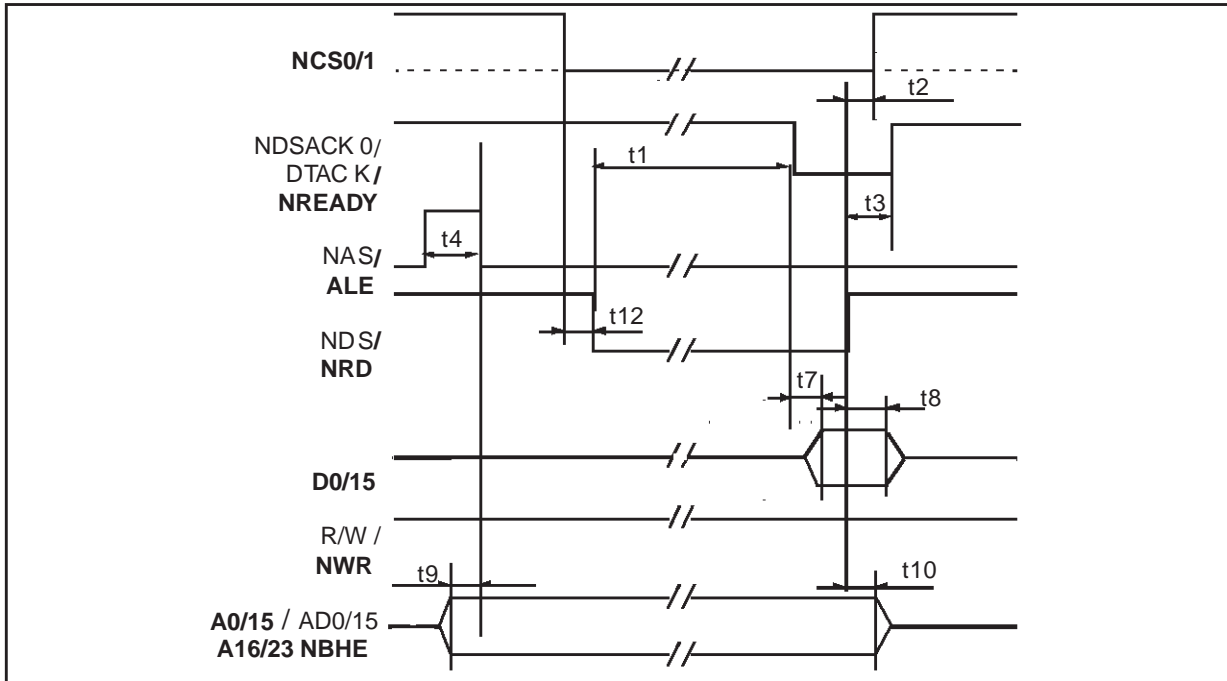 NCS0/1
t2
NDSACK 0/
DTAC K/
NREADY
t1
t3
t4
NAS/
ALE
t12
NDS/
NRD
t7
t8
D0/15
R/W /
NWR
t9
t10
A0/15 / AD0/15
A16/23 NBHE